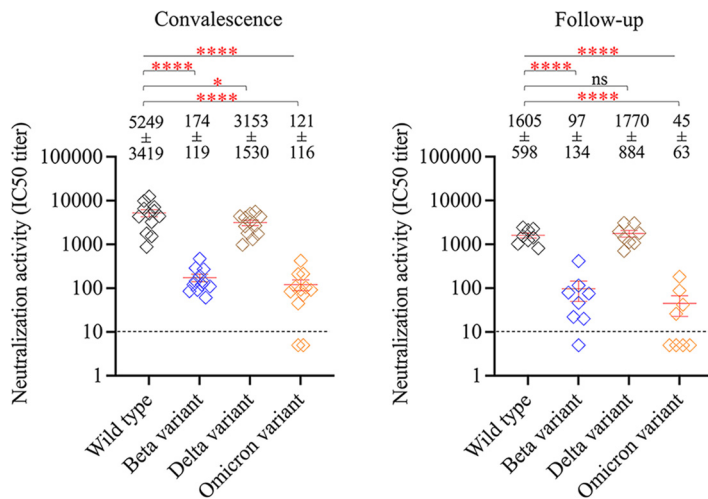 Convalescence
****
****
*
****
5249 174 3153 121
± ± ± ±
3419 119 1530 116
Neutralization activity (IC50 titer)
100000
10000
1000
100
10
1
Wild type
Beta variant
Delta variant
Omicron variant
Follow-up
****
****
ns
****
1605 97 1770 45
± ± ± ±
598 134 884 63
Neutralization activity (IC50 titer)
100000
10000
1000
100
10
1
Wild type
Beta variant
Delta variant
Omicron variant